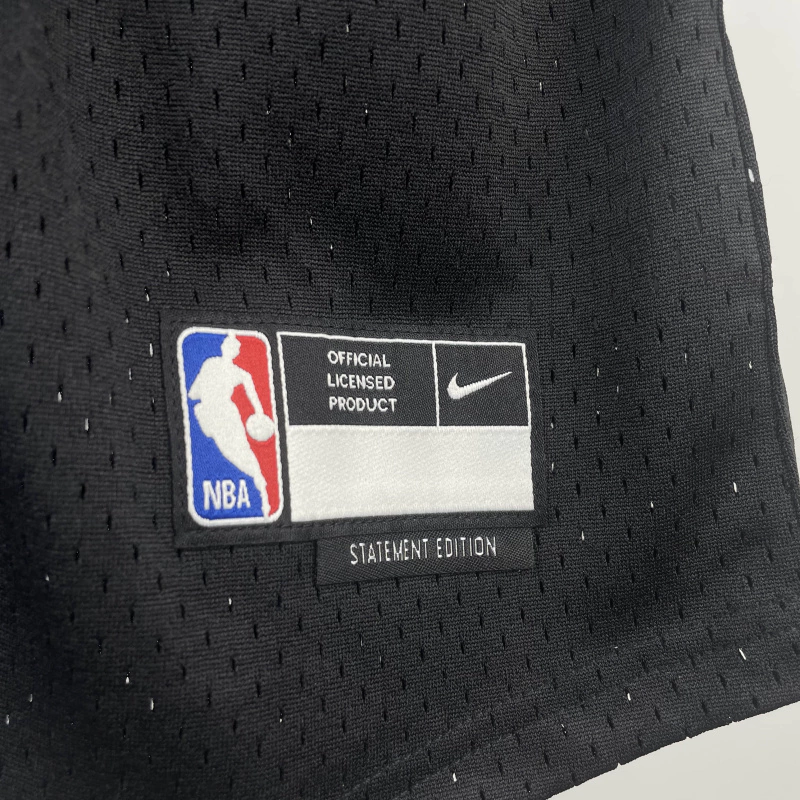 NBA
OFFICIAL
LICENSED
PRODUCT
STATEMENT EDITION